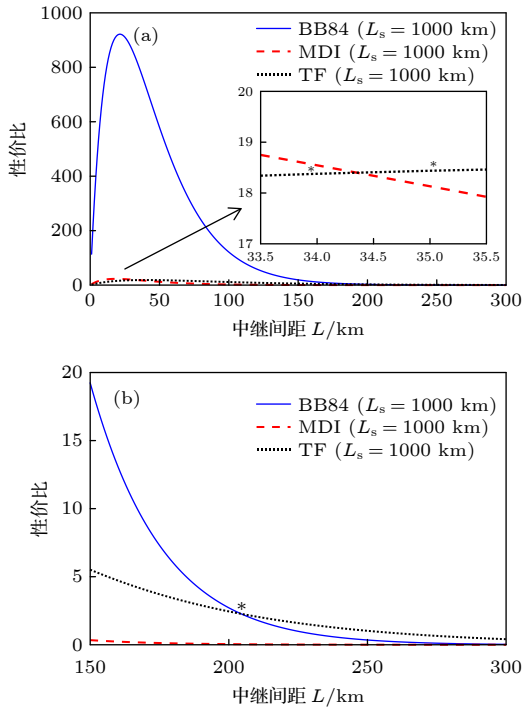 (a)
BB84 (Ls = 1000 km)
MDI (Ls = 1000 km)
TF (Ls = 1000 km)
1000
800
600
400
200
0
性价比
20
19
18
17
33.5 34.0 34.5 35.0 35.5
*
*
0 50 100 150 200 250 300
中继间距 L/km
(b)
BB84 (Ls = 1000 km)
MDI (Ls = 1000 km)
TF (Ls = 1000 km)
20
15
10
5
0
性价比
*
150 200 250 300
中继间距 L/km